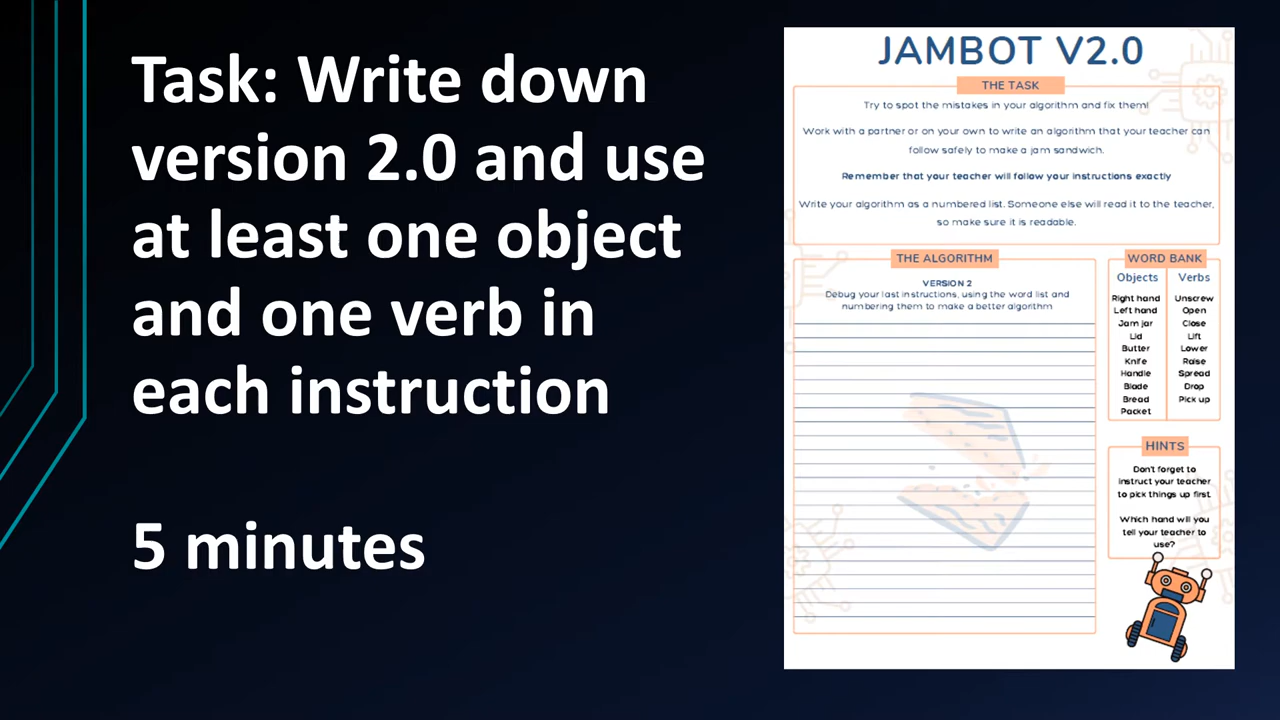 Task: Write down
version 2.0 and use
at least one object
and one verb in
each instruction
5 minutes
JAMBOT V2.0
THE TASK
Try to spot the mistakes in your algorithm and fix them!
Work with a partner or on your own to write an algorithm that your teacher can
follow safely to make a jam sandwich.
Remember that your teacher will follow your instructions exactly
Write your algorithm as a numbered list. Someone else will read it to the teacher,
so make sure it is readable.
THE ALGORITHM
VERSION 2
Debug your last instructions, using the word list and
numbering them to make a better algorithm
WORD BANK
Objects
Right hand
Left hand
Jam jar
Lid
Butter
Knife
Handle
Blade
Bread
Packet
Verbs
Unscrew
Open
Close
Lift
Lower
Raise
Spread
Drop
Pick up
HINTS
Don't forget to
instruct your teacher
to pick things up first
Which hand will you
tell your teacher to
use?